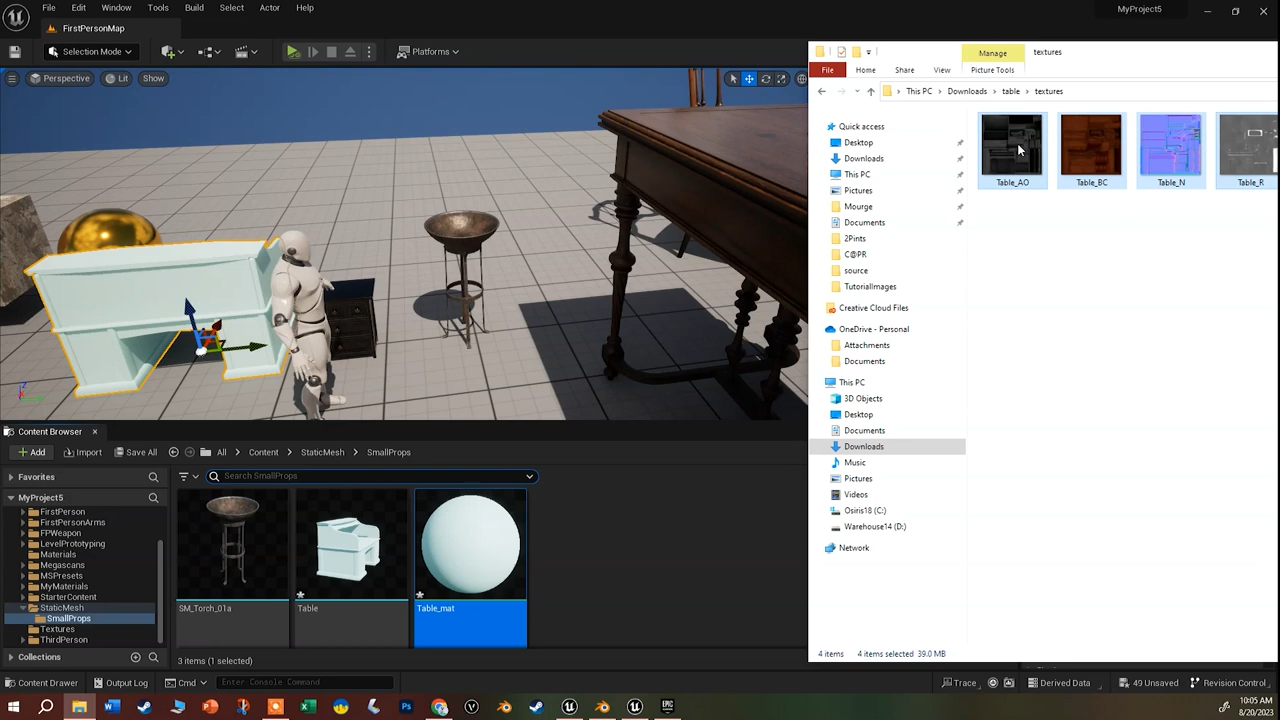 File Edit Window Tools Build Select Actor Help
MyProject5
FirstPersonMap
Selection Mode
Platforms
Perspective
Lit
Show
Manage
textures
File Home Share View Picture Tools
This PC Downloads table textures
Quick access
Desktop
Downloads
This PC
Pictures
Mourge
Documents
2Pints
C@PR
source
TutorialImages
Creative Cloud Files
OneDrive - Personal
Attachments
Documents
This PC
3D Objects
Desktop
Documents
Downloads
Music
Pictures
Videos
Osiris18 (C:)
Warehouse14 (D:)
Network
Table_AO
Table_BC
Table_N
Table_R
4 items 4 items selected 39.0 MB
Content Browser
Add
Import
Save All
All Content StaticMesh SmallProps
Favorites
Search SmallProps
MyProject5
FirstPerson
FirstPersonArms
FPWeapon
LevelPrototyping
Materials
Megascans
MSPresets
MyMaterials
StarterContent
StaticMesh
SmallProps
Textures
ThirdPerson
Collections
SM_Torch_01a
Table
Table_mat
3 items (1 selected)
Content Drawer
Output Log
Cmd
Enter Console Command
Trace
Derived Data
49 Unsaved
Revision Control
10:05 AM
8/20/2023